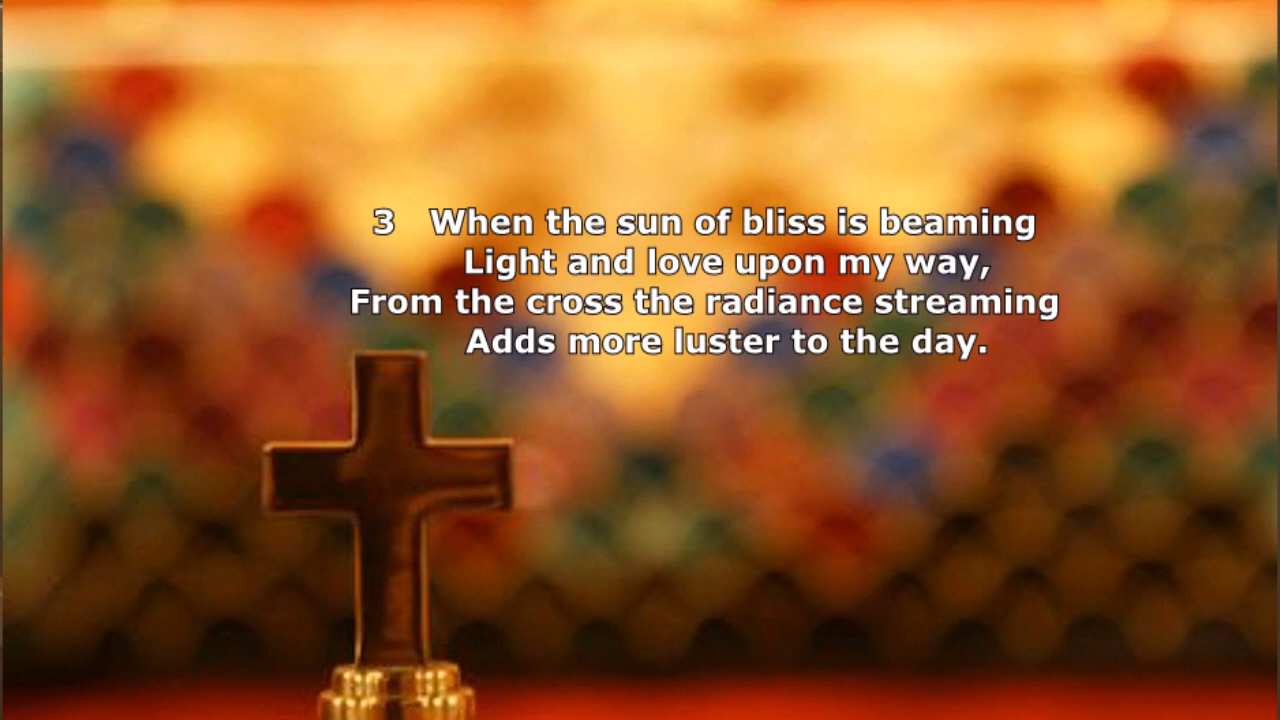 3 When the sun of bliss is beaming
Light and love upon my way,
From the cross the radiance streaming
Adds more luster to the day.